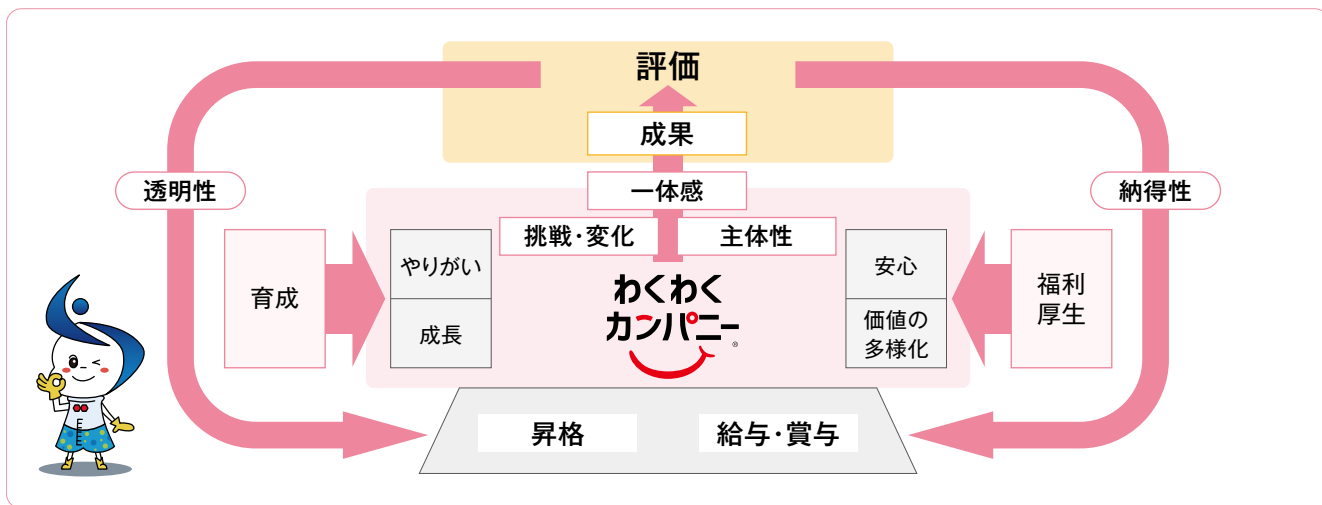 評価
成果
透明性
一体感
納得性
挑戦・変化
主体性
育成
やりがい
成長
わくわく
カンパニー®
安心
価値の
多様化
福利
厚生
昇格
給与・賞与